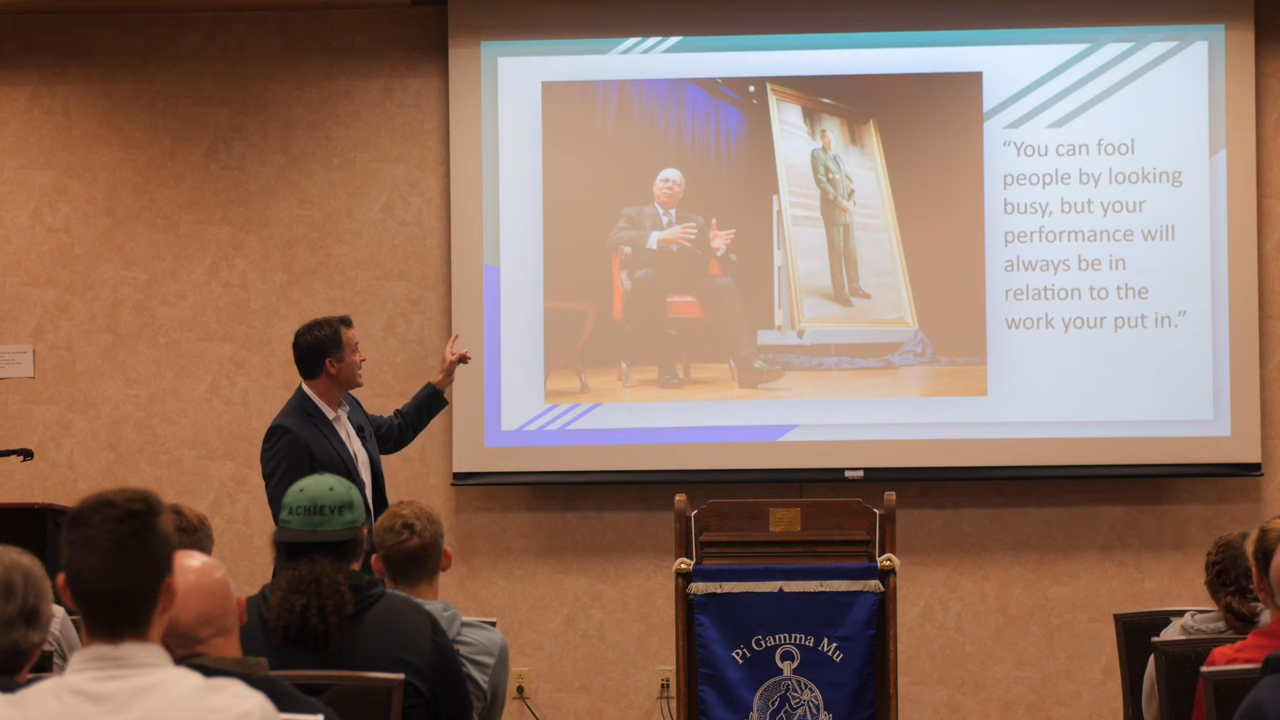 “You can fool
people by looking
busy, but your
performance will
always be in
relation to the
work your put in.”
ACHIEVE
Pi Gamma Mu